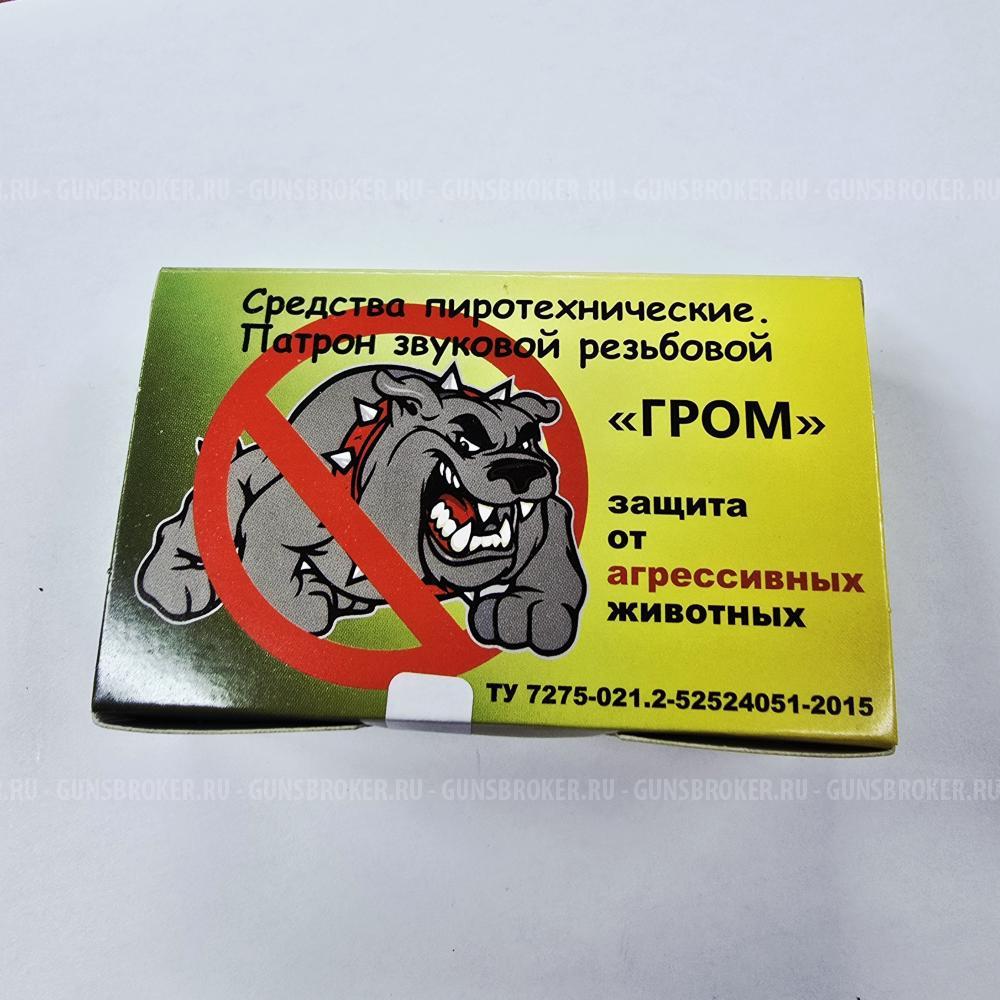 .RU - GUNSBROKER.RU - GUNSBROKER.RU - GUNSBROKER.RU - GUNSBROKER.RU - GUNSBROKER.RU
Средства пиротехнические.
Патрон звуковой резьбовой
«ГРОМ»
защита
от
агрессивных
животных
ТУ 7275-021.2-52524051-2015
.RU - GUNSBROKER.RU - GUNSBROKER.RU - GUNSBROKER.RU - GUNSBROKER.RU - GUNSBROKER.RU